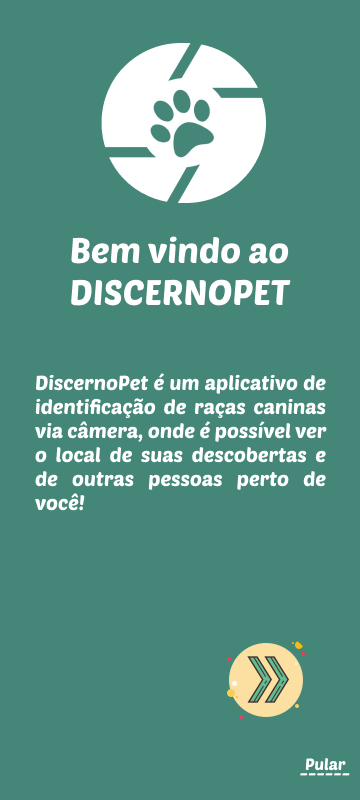 Bem vindo ao
DISCERNOPET
DiscernoPet é um aplicativo de
identificação de raças caninas
via câmera, onde é possível ver
o local de suas descobertas e
de outras pessoas perto de
você!
Pular